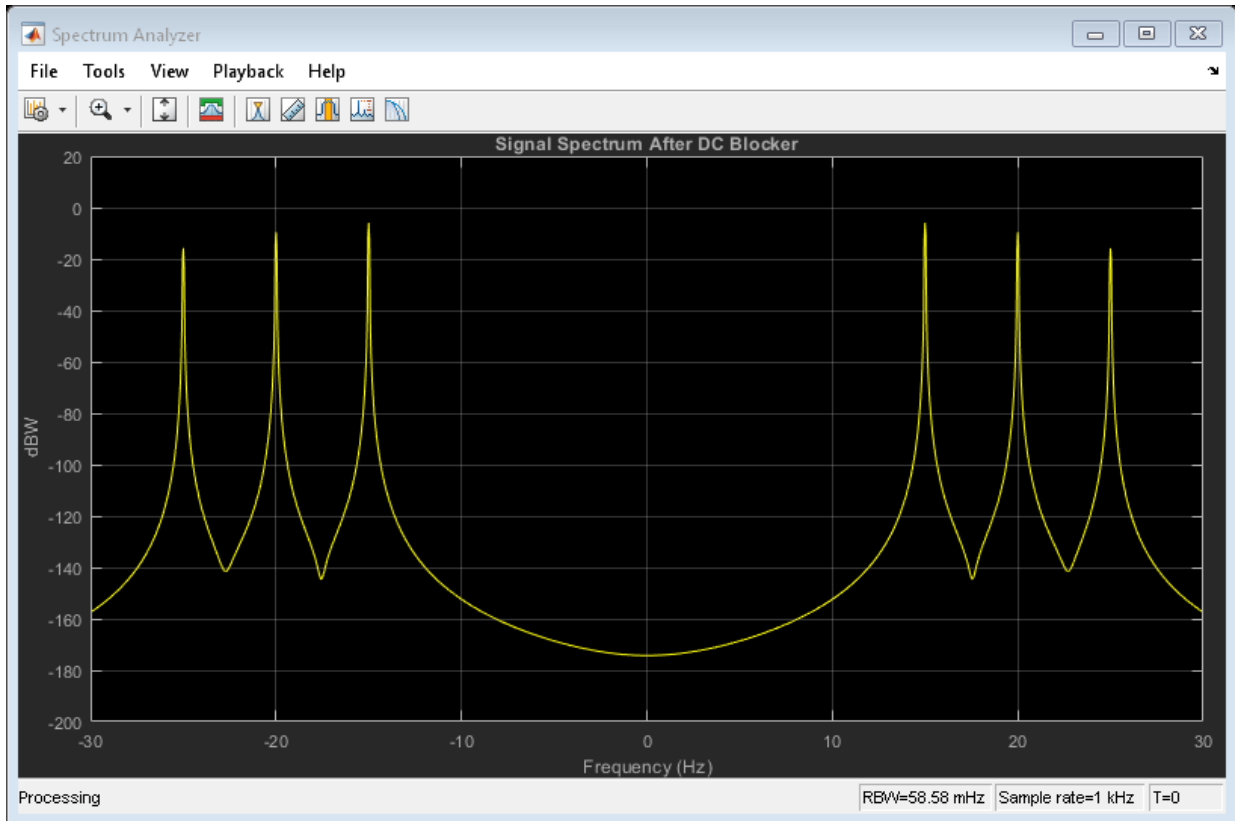 Spectrum Analyzer
File Tools View Playback Help
Signal Spectrum After DC Blocker
20
0
-20
-40
-60
-80
-100
-120
-140
-160
-180
-200
dBW
-30 -20 -10 0 10 20 30
Frequency (Hz)
Processing RBW=58.58 mHz Sample rate=1 kHz T=0